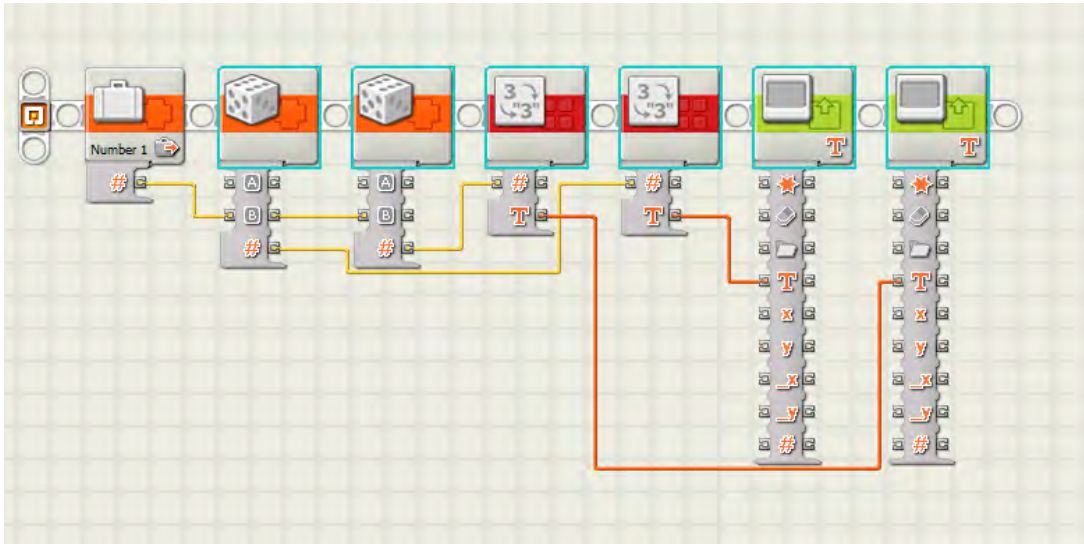 3
"3"
3
"3"
T
T
Number 1
# A A # # * *
B B T T
# #
T T
x x
y y
_x _x
_y _y
# #